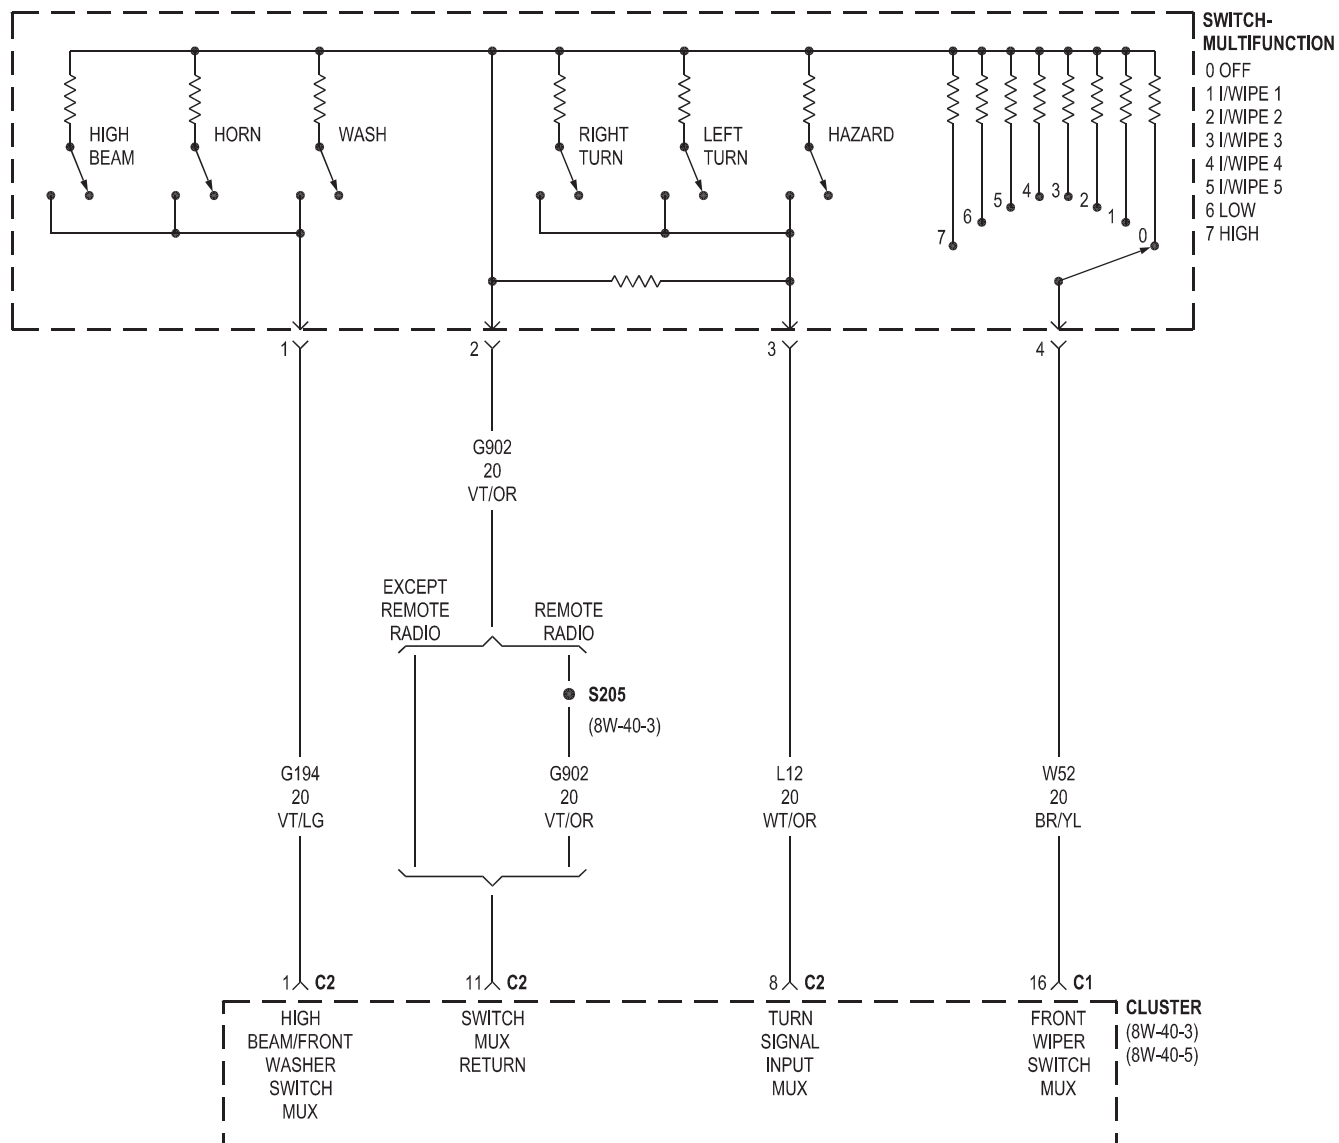 SWITCH-
MULTIFUNCTION
0 OFF
1 I/WIPE 1
2 I/WIPE 2
3 I/WIPE 3
4 I/WIPE 4
5 I/WIPE 5
6 LOW
7 HIGH
HIGH
BEAM
HORN
WASH
RIGHT
TURN
LEFT
TURN
HAZARD
7
6
5
4
3
2
1
0
1
2
3
4
G902
20
VT/OR
EXCEPT
REMOTE
RADIO
REMOTE
RADIO
S205
(8W-40-3)
G194
20
VT/LG
G902
20
VT/OR
L12
20
WT/OR
W52
20
BR/YL
1 C2
11 C2
8 C2
16 C1
HIGH
BEAM/FRONT
WASHER
SWITCH
MUX
SWITCH
MUX
RETURN
TURN
SIGNAL
INPUT
MUX
FRONT
WIPER
SWITCH
MUX
CLUSTER
(8W-40-3)
(8W-40-5)